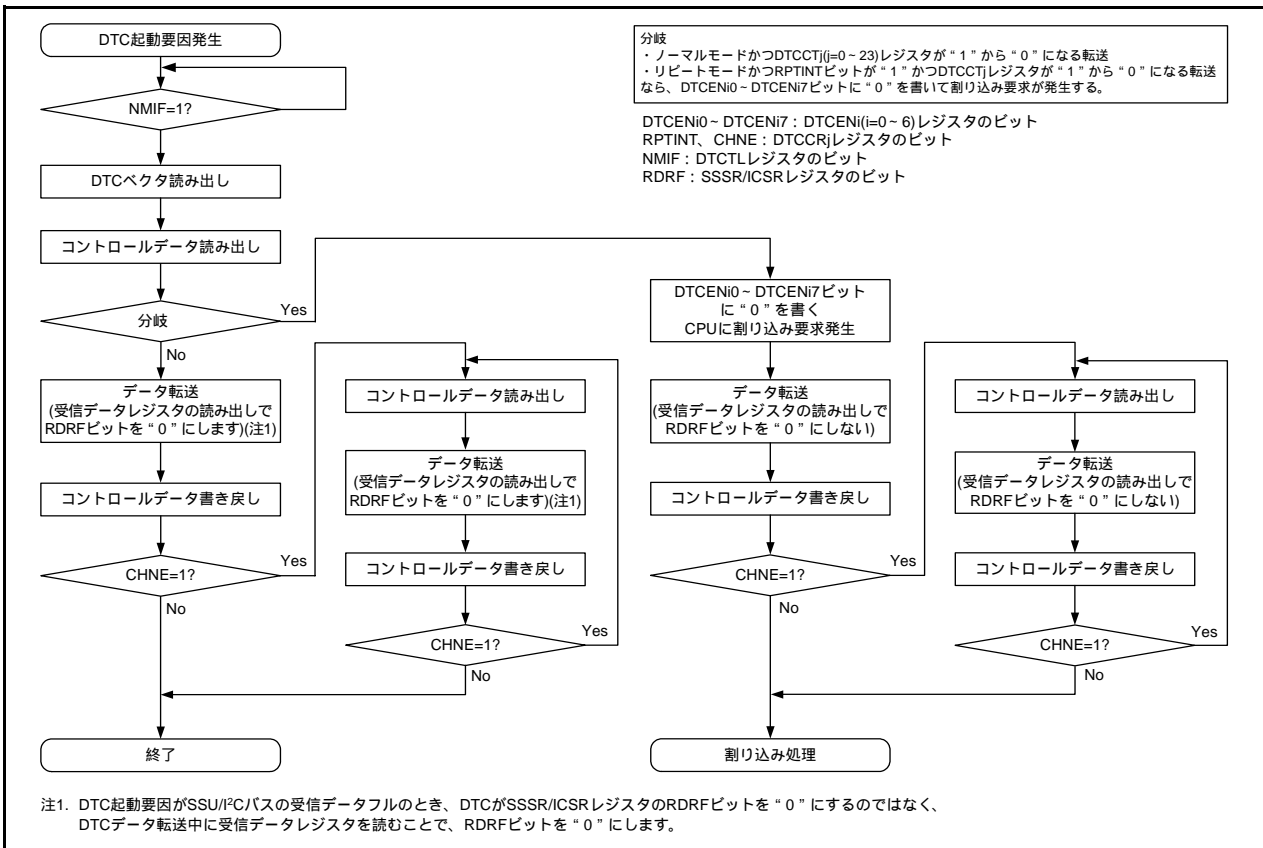 DTC起動要因発生
NMIF=1?
DTCベクタ読み出し
コントロールデータ読み出し
分岐
Yes
No
データ転送
(受信データレジスタの読み出しで
RDRFビットを“0”にします)(注1)
コントロールデータ書き戻し
CHNE=1?
Yes
No
終了
コントロールデータ読み出し
データ転送
(受信データレジスタの読み出しで
RDRFビットを“0”にします)(注1)
コントロールデータ書き戻し
CHNE=1?
Yes
No
分岐
・ノーマルモードかつDTCCTj(j=0~23)レジスタが“1”から“0”になる転送
・リピートモードかつRPTINTビットが“1”かつDTCCTjレジスタが“1”から“0”になる転送
なら、DTCENi0~DTCENi7ビットに“0”を書いて割り込み要求が発生する。
DTCENi0~DTCENi7:DTCENi(i=0~6)レジスタのビット
RPTINT、CHNE:DTCCRjレジスタのビット
NMIF:DTCTLレジスタのビット
RDRF:SSSR/ICSRレジスタのビット
DTCENi0~DTCENi7ビット
に“0”を書く
CPUに割り込み要求発生
データ転送
(受信データレジスタの読み出しで
RDRFビットを“0”にしない)
コントロールデータ書き戻し
CHNE=1?
Yes
No
割り込み処理
コントロールデータ読み出し
データ転送
(受信データレジスタの読み出しで
RDRFビットを“0”にしない)
コントロールデータ書き戻し
CHNE=1?
Yes
No
注1. DTC起動要因がSSU/I²Cバスの受信データフルのとき、DTCがSSSR/ICSRレジスタのRDRFビットを“0”にするのではなく、
DTCデータ転送中に受信データレジスタを読むことで、RDRFビットを“0”にします。